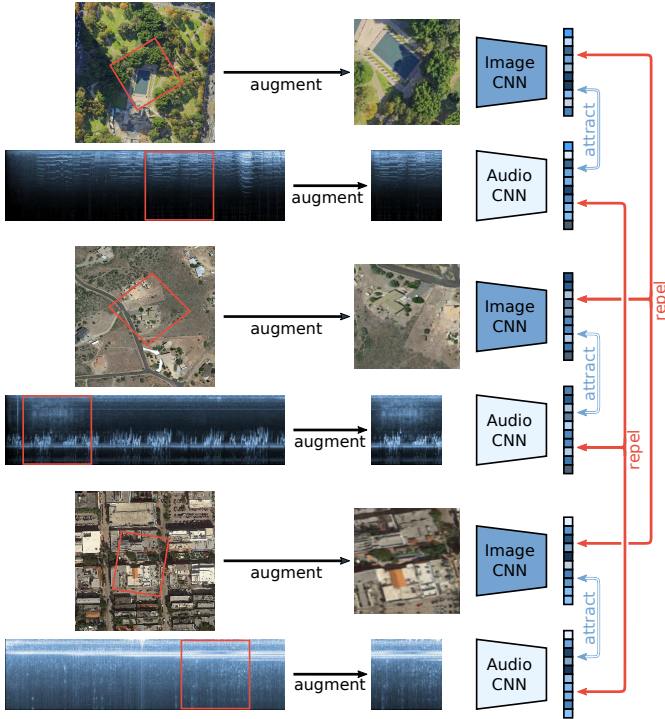 augment
Image
CNN
attract
augment
Audio
CNN
repel
augment
Image
CNN
attract
augment
Audio
CNN
repel
augment
Image
CNN
attract
augment
Audio
CNN